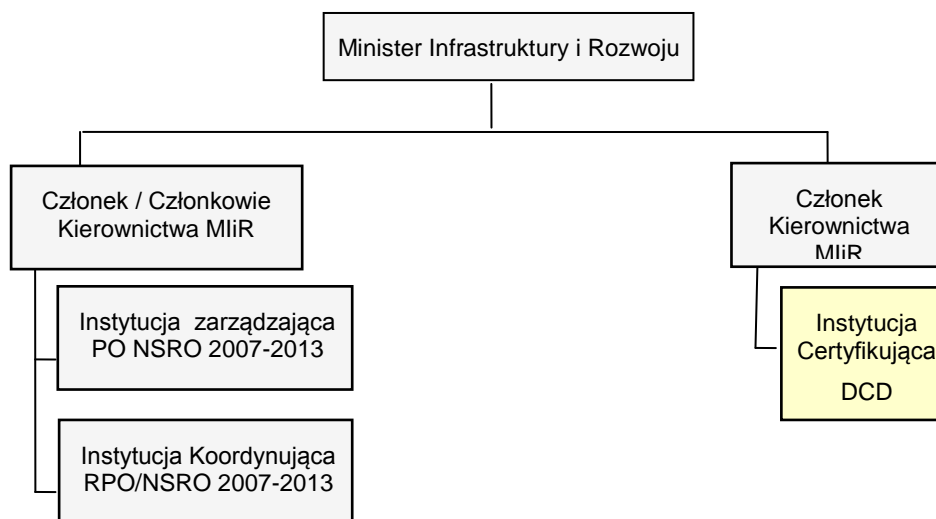 Minister Infrastruktury i Rozwoju
Członek / Członkowie
Kierownictwa MIiR
Członek
Kierownictwa
MIiR
Instytucja zarządzająca
PO NSRO 2007-2013
Instytucja
Certyfikująca
DCD
Instytucja Koordynująca
RPO/NSRO 2007-2013